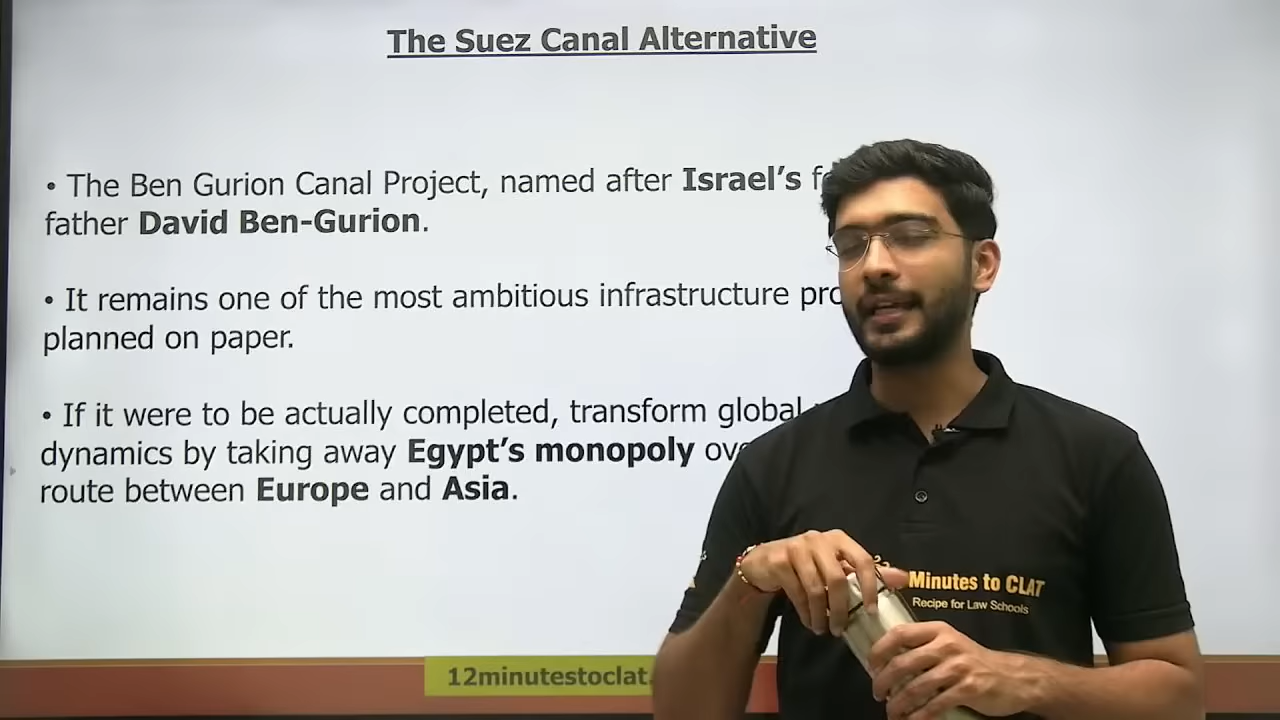 The Suez Canal Alternative
• The Ben Gurion Canal Project, named after Israel's
father David Ben-Gurion.
• It remains one of the most ambitious infrastructure
planned on paper.
• If it were to be actually completed, transform global
dynamics by taking away Egypt's monopoly
route between Europe and Asia.
Minutes to CLAT
Recipe for Law Schools
12minutestoclat.